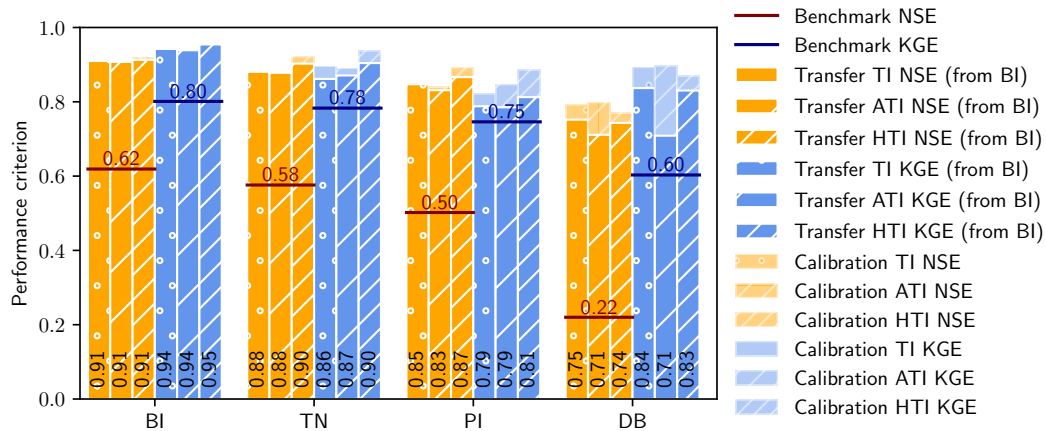 Performance criterion
1.0
0.8
0.6
0.4
0.2
0.0
0.62
0.80
0.58
0.78
0.50
0.75
0.22
0.60
0.91
0.91
0.91
0.94
0.94
0.95
0.88
0.88
0.90
0.86
0.87
0.90
0.85
0.83
0.87
0.79
0.79
0.81
0.75
0.71
0.74
0.84
0.71
0.83
BI
TN
PI
DB
Benchmark NSE
Benchmark KGE
Transfer TI NSE (from BI)
Transfer ATI NSE (from BI)
Transfer HTI NSE (from BI)
Transfer TI KGE (from BI)
Transfer ATI KGE (from BI)
Transfer HTI KGE (from BI)
Calibration TI NSE
Calibration ATI NSE
Calibration HTI NSE
Calibration TI KGE
Calibration ATI KGE
Calibration HTI KGE